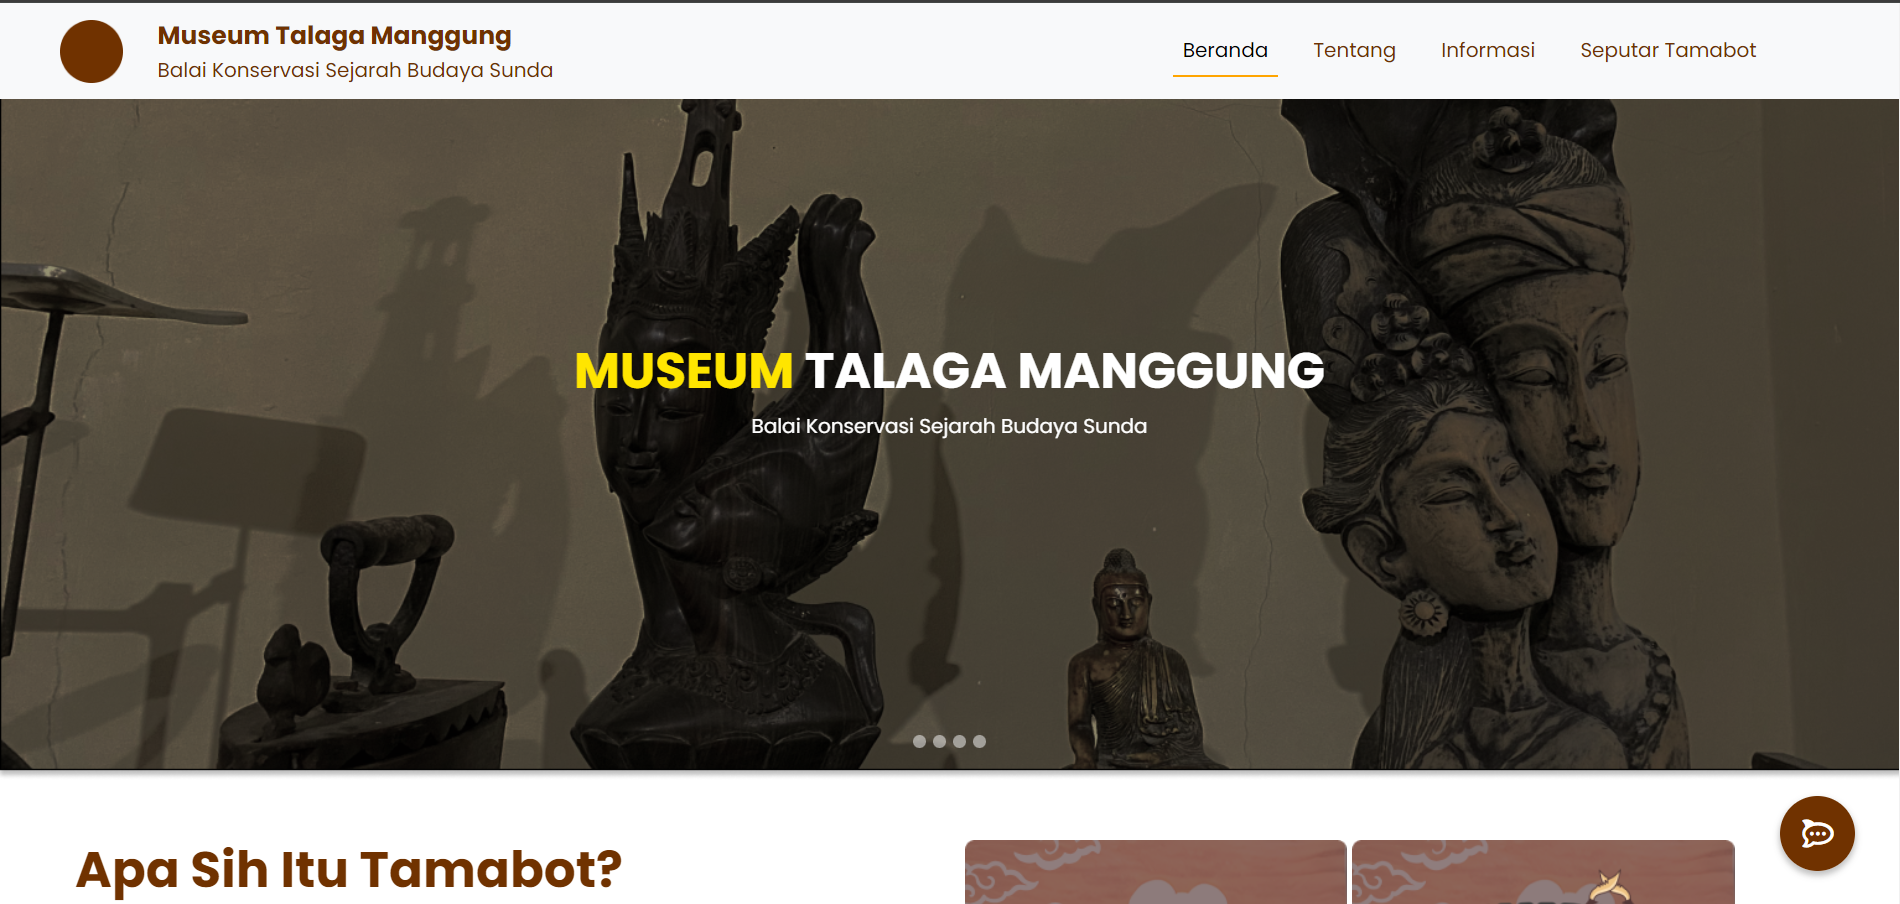 Museum Talaga Manggung
Balai Konservasi Sejarah Budaya Sunda
Beranda
Tentang
Informasi
Seputar Tamabot
MUSEUM TALAGA MANGGUNG
Balai Konservasi Sejarah Budaya Sunda
Apa Sih Itu Tamabot?